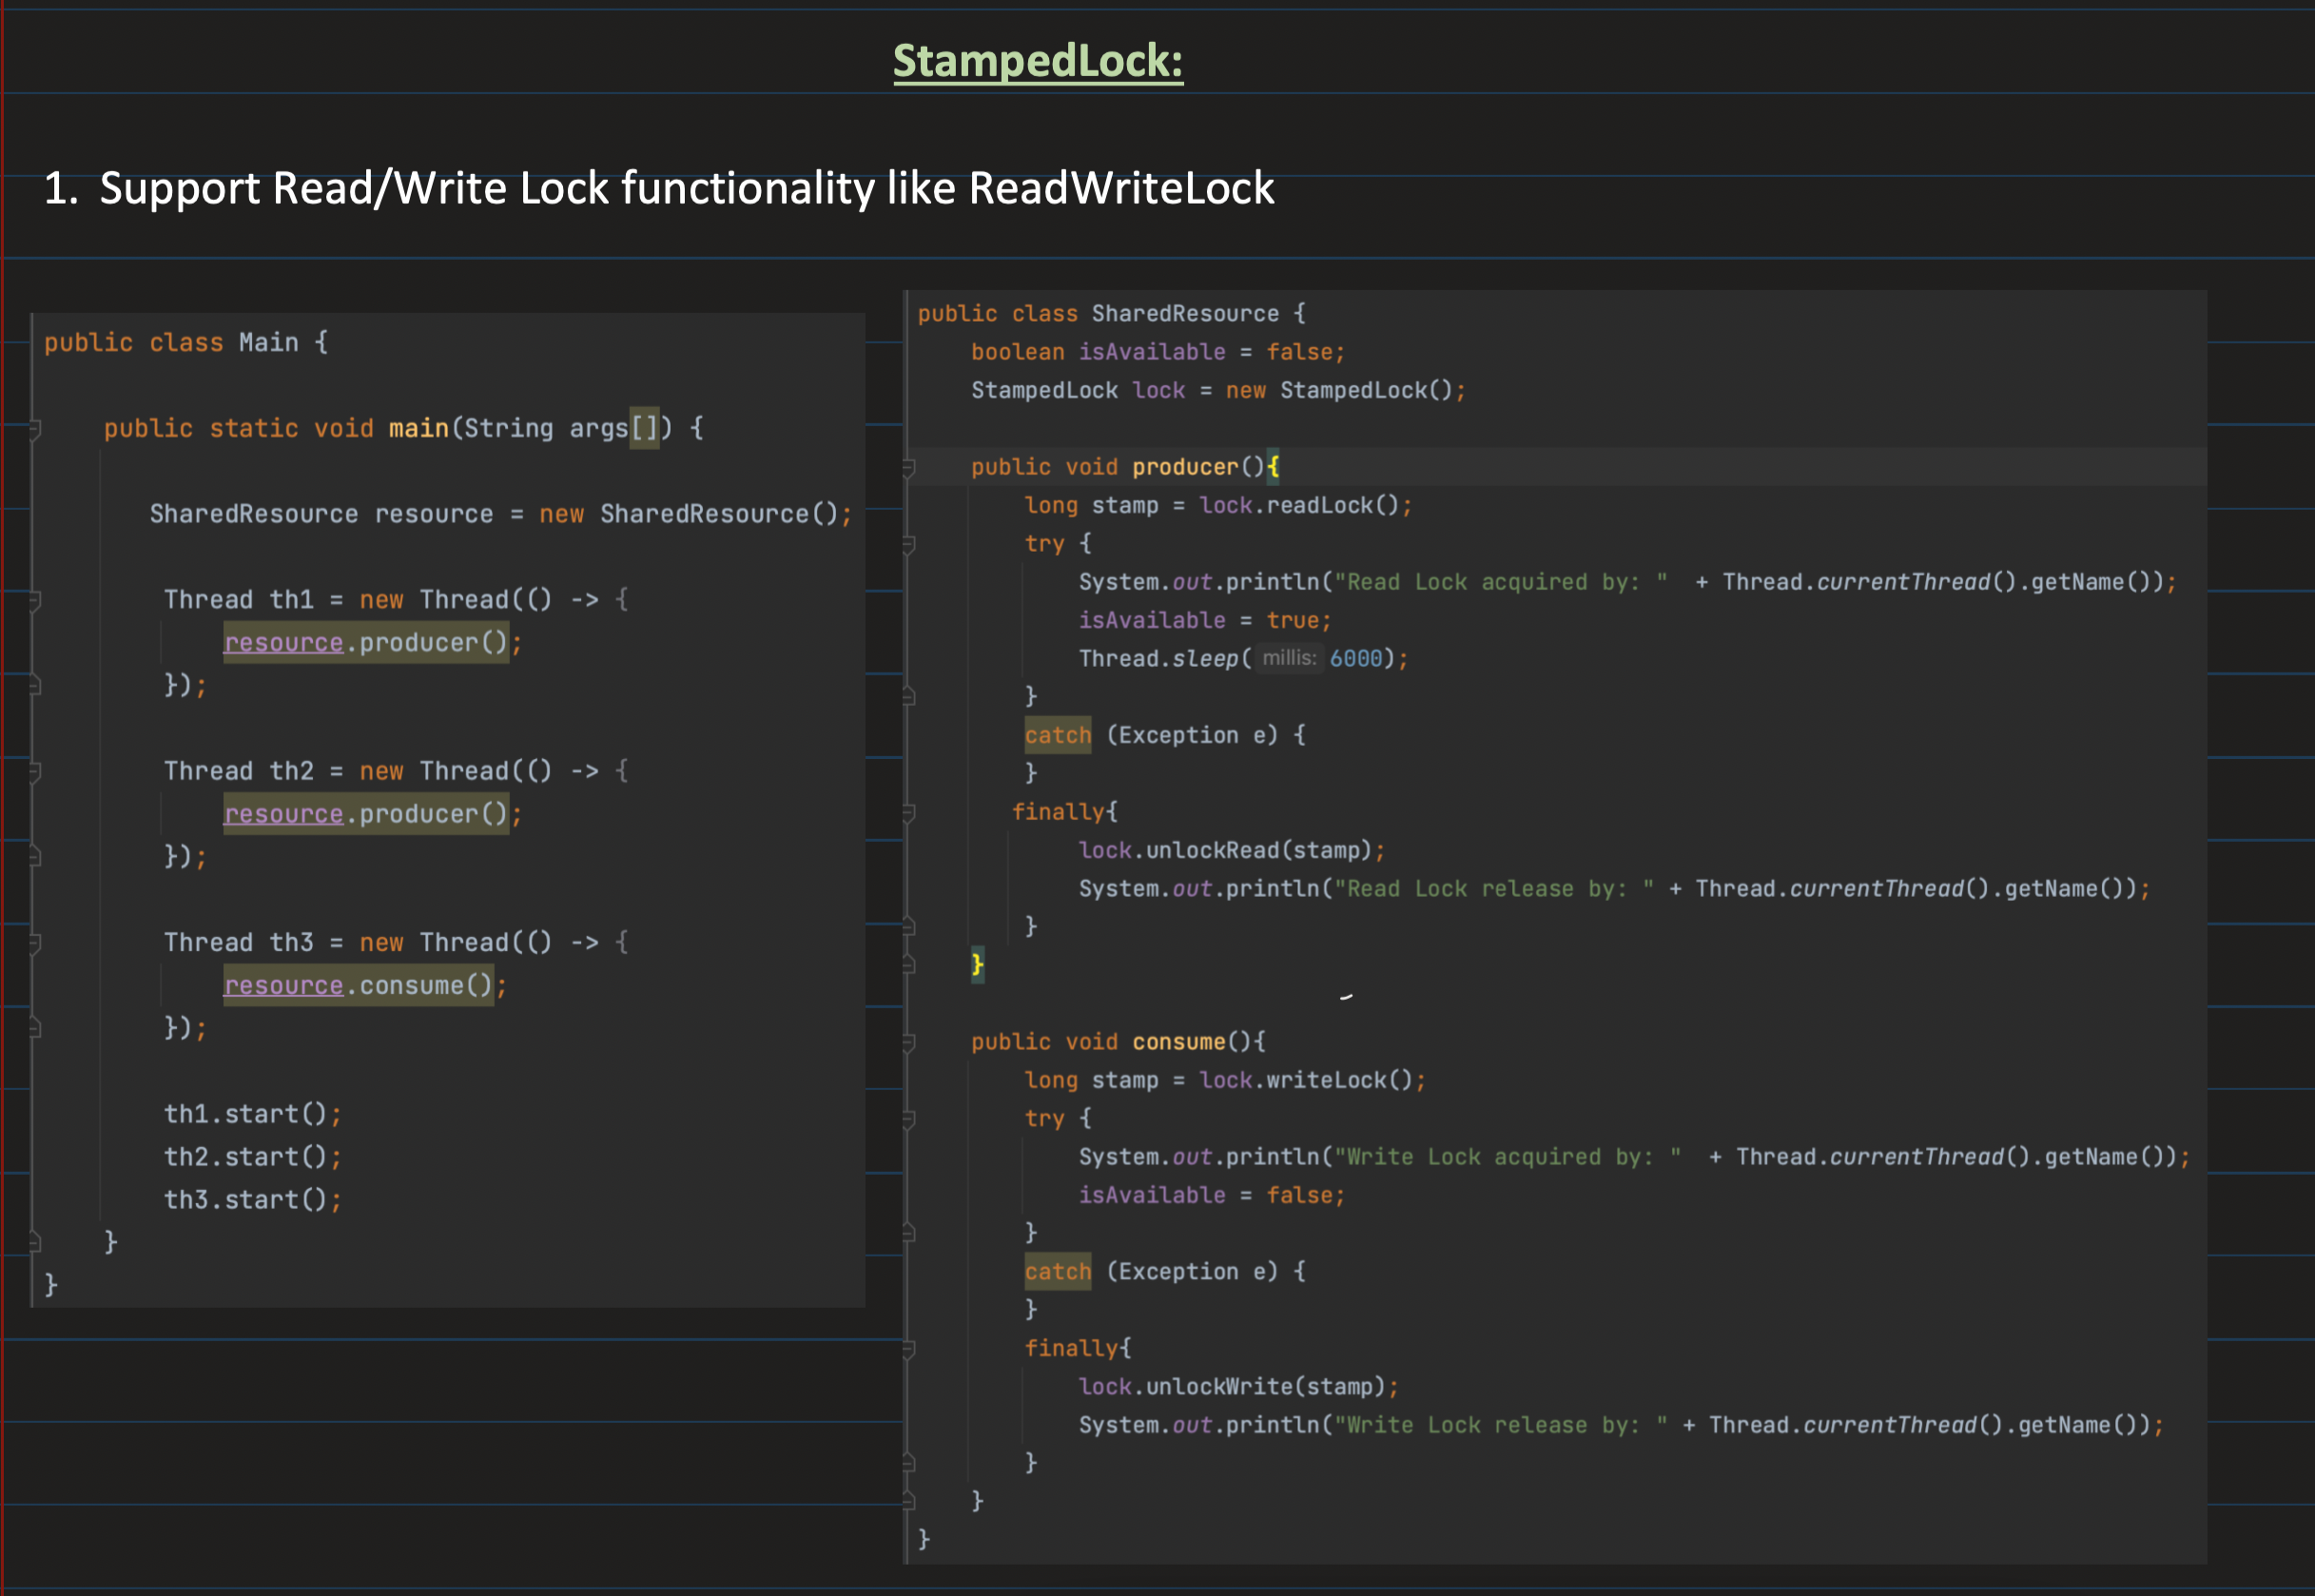 StampedLock:
1. Support Read/Write Lock functionality like ReadWriteLock
public class Main {
public static void main(String args[]) {
SharedResource resource = new SharedResource();
Thread th1 = new Thread(() -> {
resource.producer();
});
Thread th2 = new Thread(() -> {
resource.producer();
});
Thread th3 = new Thread(() -> {
resource.consume();
});
th1.start();
th2.start();
th3.start();
}
}
public class SharedResource {
boolean isAvailable = false;
StampedLock lock = new StampedLock();
public void producer(){
long stamp = lock.readLock();
try {
System.out.println("Read Lock acquired by: " + Thread.currentThread().getName());
isAvailable = true;
Thread.sleep( millis: 6000);
}
catch (Exception e) {
}
finally{
lock.unlockRead(stamp);
System.out.println("Read Lock release by: " + Thread.currentThread().getName());
}
}
public void consume(){
long stamp = lock.writeLock();
try {
System.out.println("Write Lock acquired by: " + Thread.currentThread().getName());
isAvailable = false;
}
catch (Exception e) {
}
finally{
lock.unlockWrite(stamp);
System.out.println("Write Lock release by: " + Thread.currentThread().getName());
}
}
}